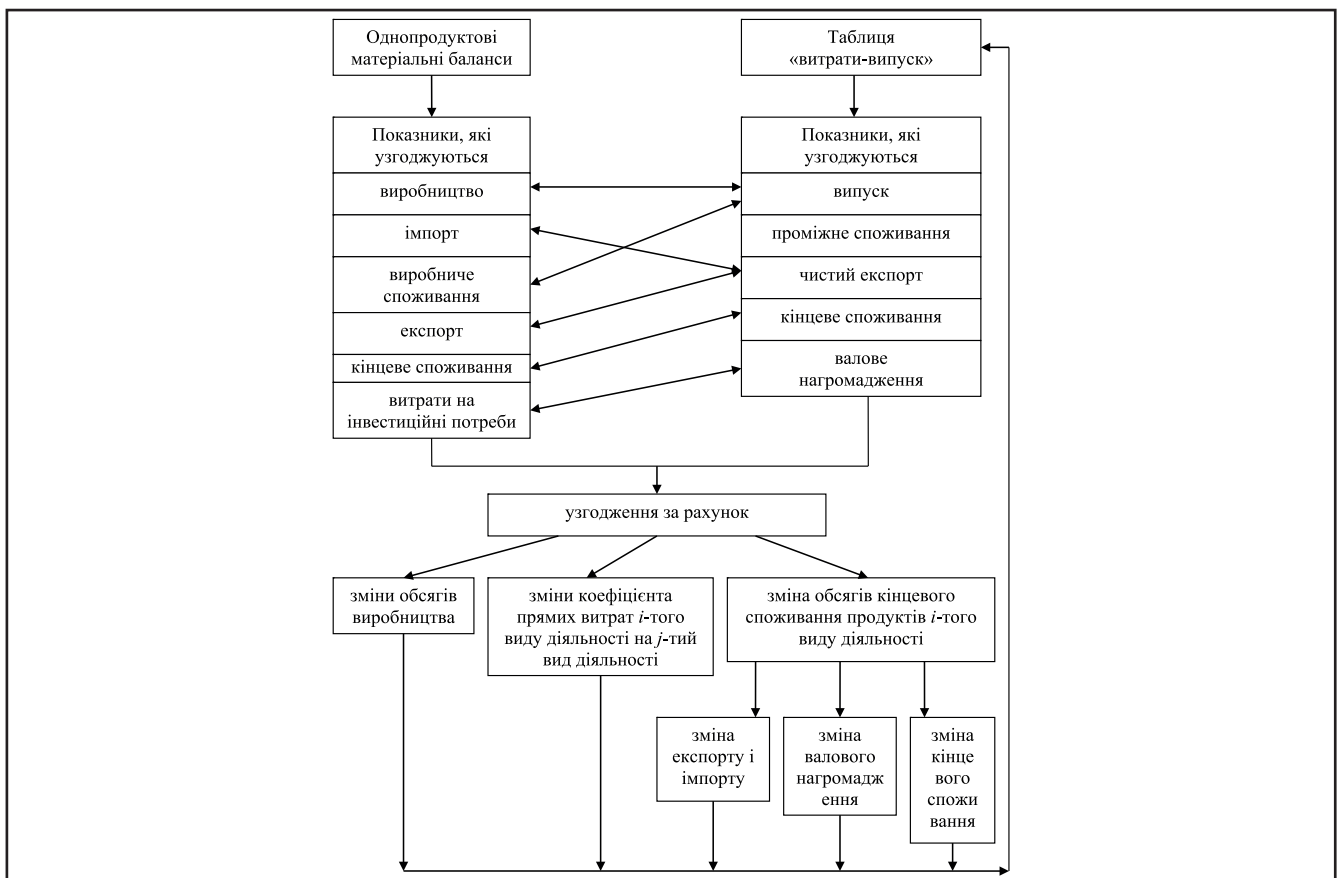 Однопродуктові
матеріальні баланси
Таблиця
«витрати-випуск»
Показники, які
узгоджуються
виробництво
імпорт
виробниче
споживання
експорт
кінцеве споживання
витрати на
інвестиційні потреби
Показники, які
узгоджуються
випуск
проміжне споживання
чистий експорт
кінцеве споживання
валове
нагромадження
узгодження за рахунок
зміни обсягів
виробництва
зміни коефіцієнта
прямих витрат i-того
виду діяльності на j-тий
вид діяльності
зміна обсягів кінцевого
споживання продуктів i-того
виду діяльності
зміна
експорту і
імпорту
зміна
валового
нагромадж
ення
зміна
кінце
вого
спожи
вання